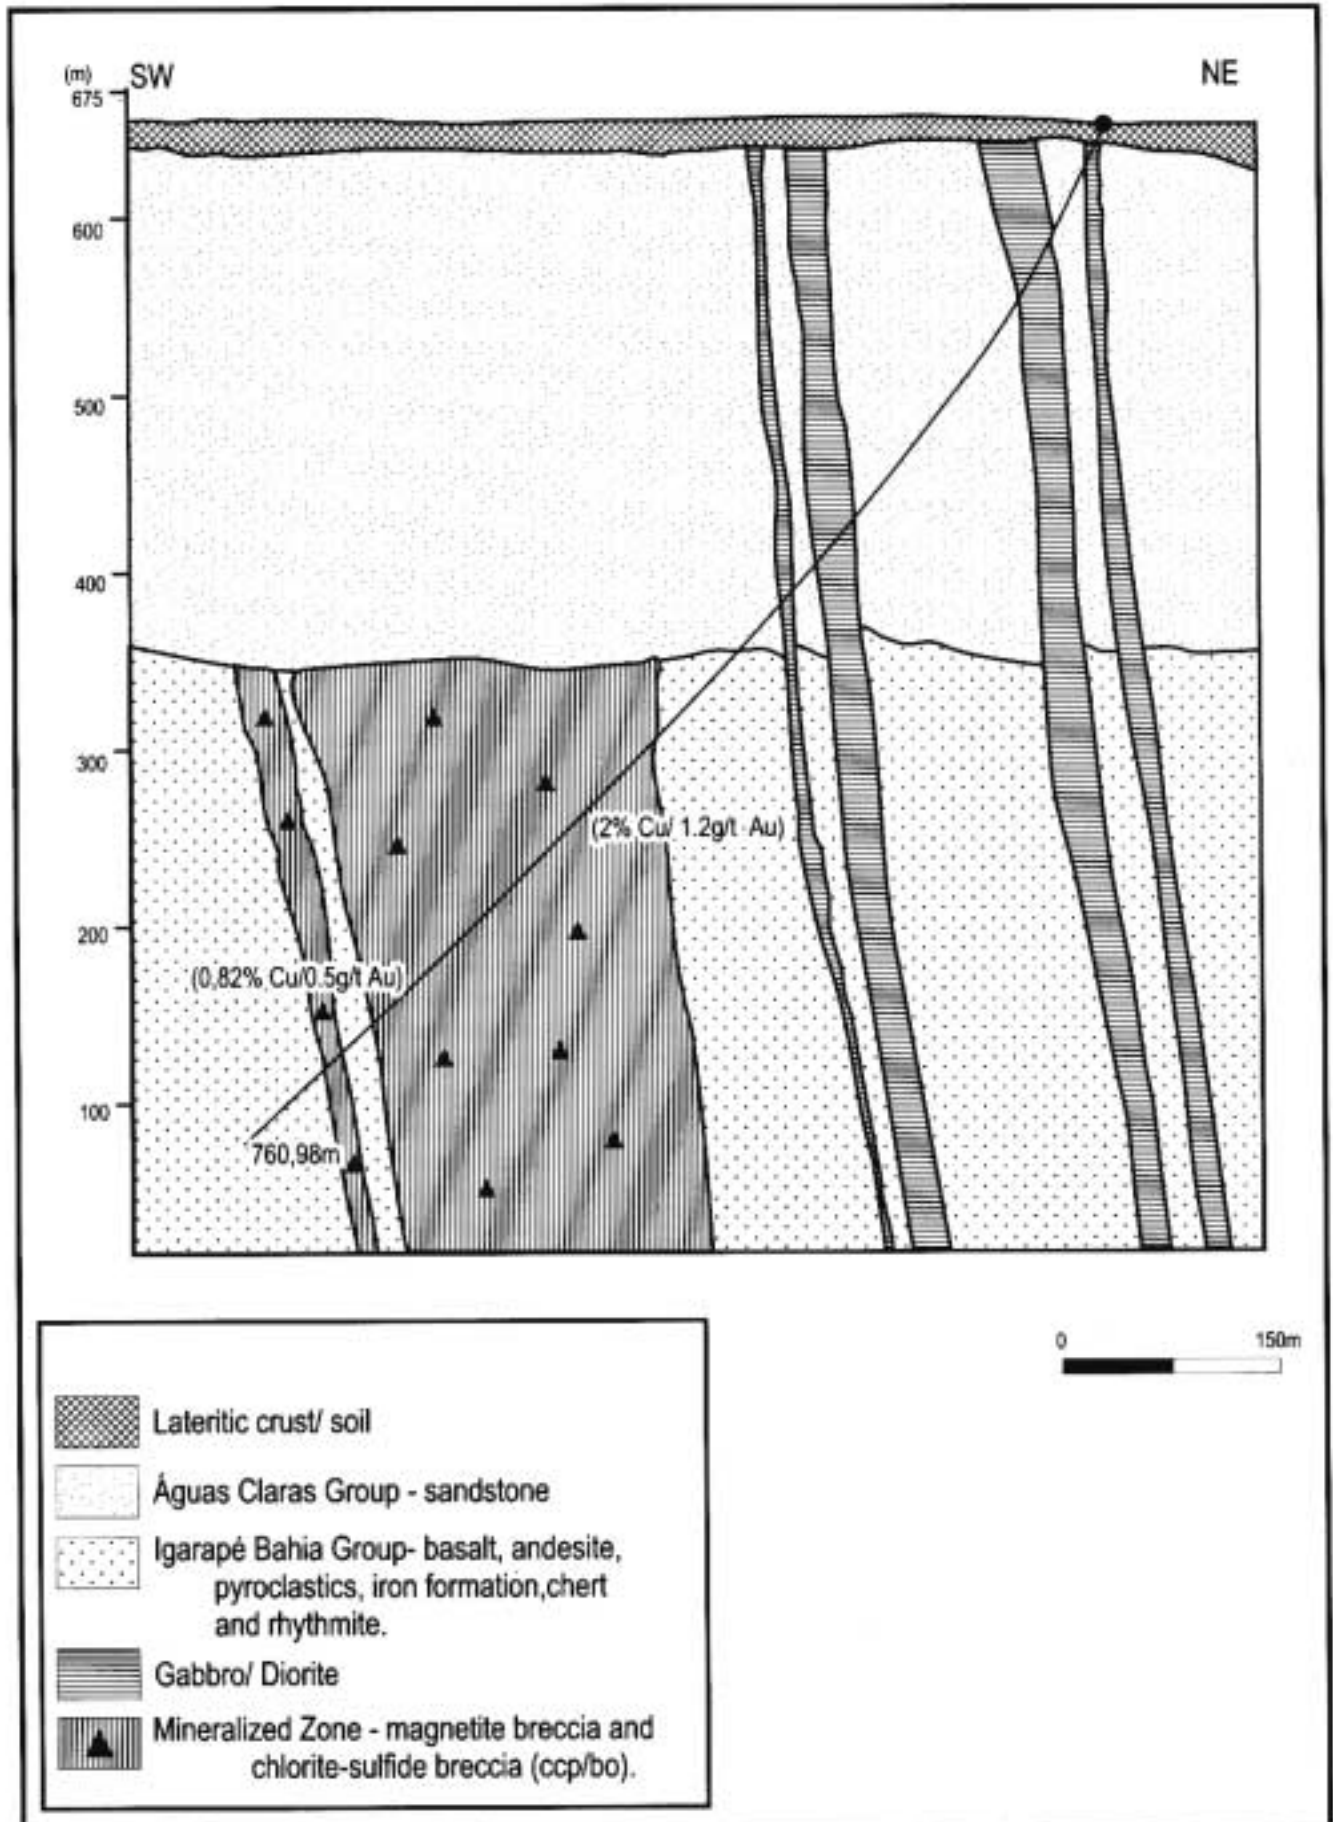 (m) SW NE
675
600
500
400
300
(2% Cu/ 1.2g/t Au)
200
(0,82% Cu/0.5g/t Au)
100
760,98m
0 150m
Lateritic crust/ soil
Águas Claras Group - sandstone
Igarapé Bahia Group- basalt, andesite,
pyroclastics, iron formation,chert
and rhythmite.
Gabbro/ Diorite
Mineralized Zone - magnetite breccia and
chlorite-sulfide breccia (ccp/bo).